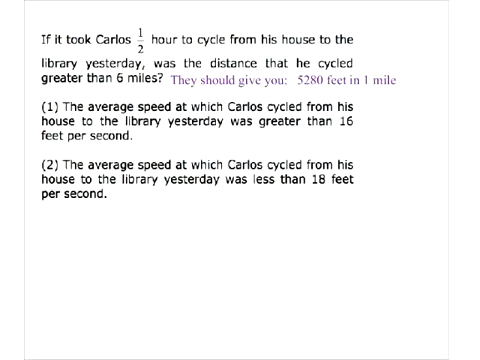 If it took Carlos 1/2 hour to cycle from his house to the
library yesterday, was the distance that he cycled
greater than 6 miles? They should give you: 5280 feet in 1 mile
(1) The average speed at which Carlos cycled from his
house to the library yesterday was greater than 16
feet per second.
(2) The average speed at which Carlos cycled from his
house to the library yesterday was less than 18 feet
per second.